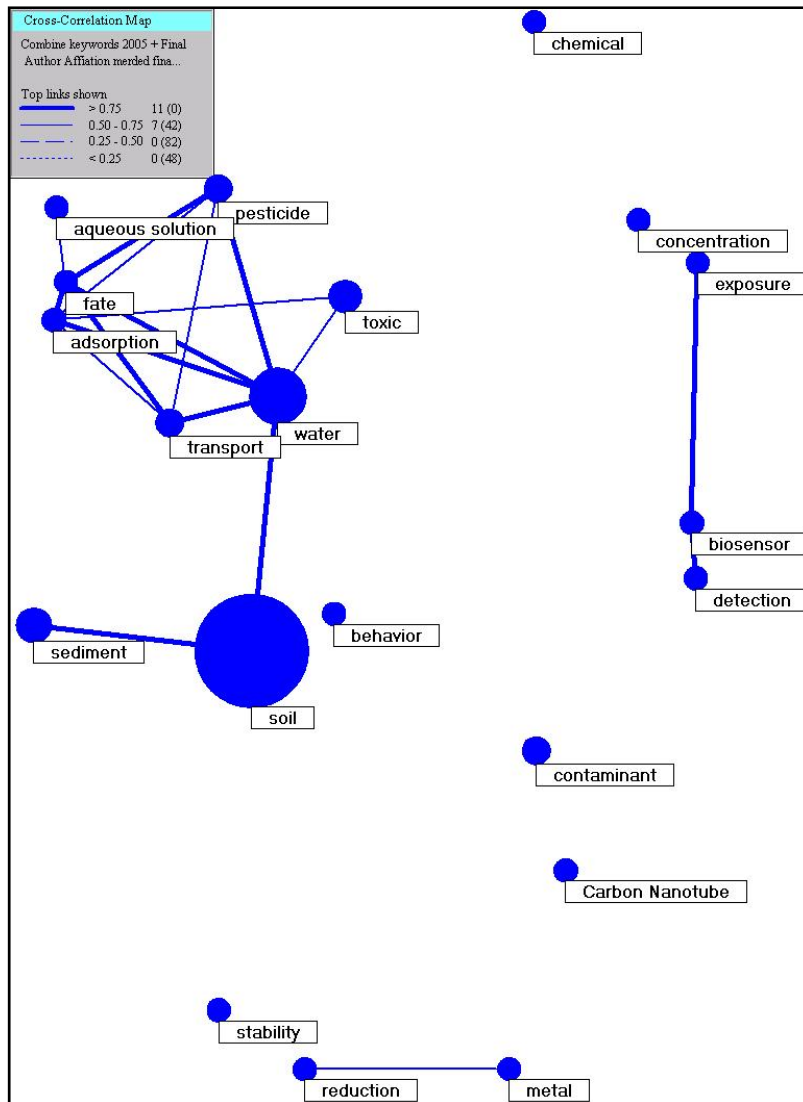 Cross-Correlation Map
Combine keywords 2005 + Final
Author Affiation merded fina...
Top links shown
> 0.75 11 (0)
0.50 - 0.75 7 (42)
0.25 - 0.50 0 (82)
< 0.25 0 (48)
chemical
pesticide
aqueous solution
concentration
exposure
fate
toxic
adsorption
water
transport
biosensor
detection
behavior
sediment
soil
contaminant
Carbon Nanotube
stability
reduction
metal